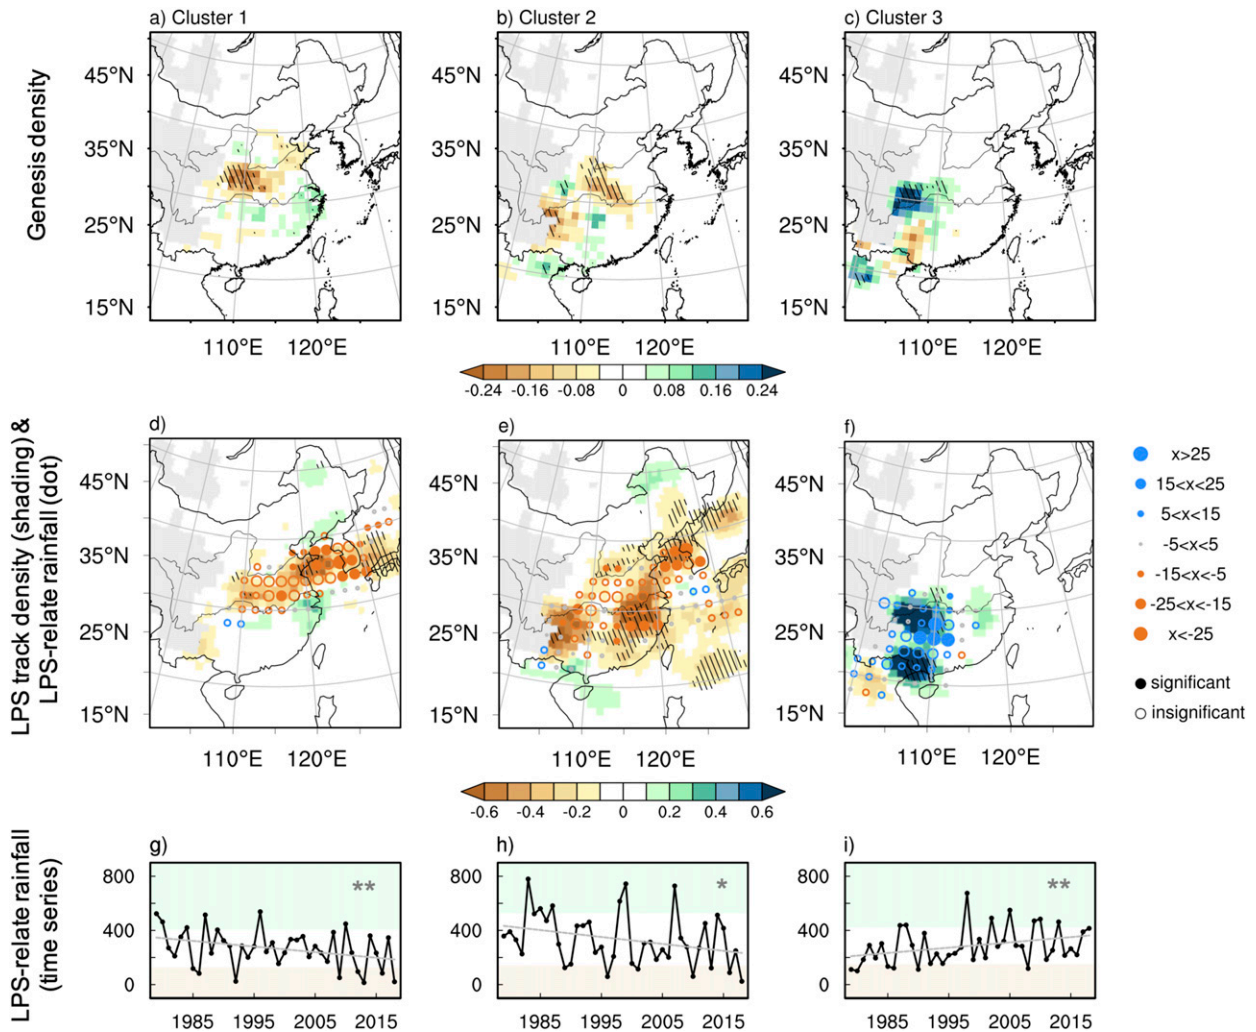 a) Cluster 1
b) Cluster 2
c) Cluster 3
Genesis density
45°N
35°N
25°N
15°N
110°E 120°E
45°N
35°N
25°N
15°N
110°E 120°E
45°N
35°N
25°N
15°N
110°E 120°E
-0.24 -0.16 -0.08 0 0.08 0.16 0.24
LPS track density (shading) &
LPS-relate rainfall (dot)
d)
45°N
35°N
25°N
15°N
110°E 120°E
e)
45°N
35°N
25°N
15°N
110°E 120°E
f)
45°N
35°N
25°N
15°N
110°E 120°E
x>25
15<x<25
5<x<15
-5<x<5
-15<x<-5
-25<x<-15
x<-25
significant
insignificant
-0.6 -0.4 -0.2 0 0.2 0.4 0.6
LPS-relate rainfall
(time series)
g)
800
400
0
**
1985 1995 2005 2015
h)
800
400
0
*
1985 1995 2005 2015
i)
800
400
0
**
1985 1995 2005 2015